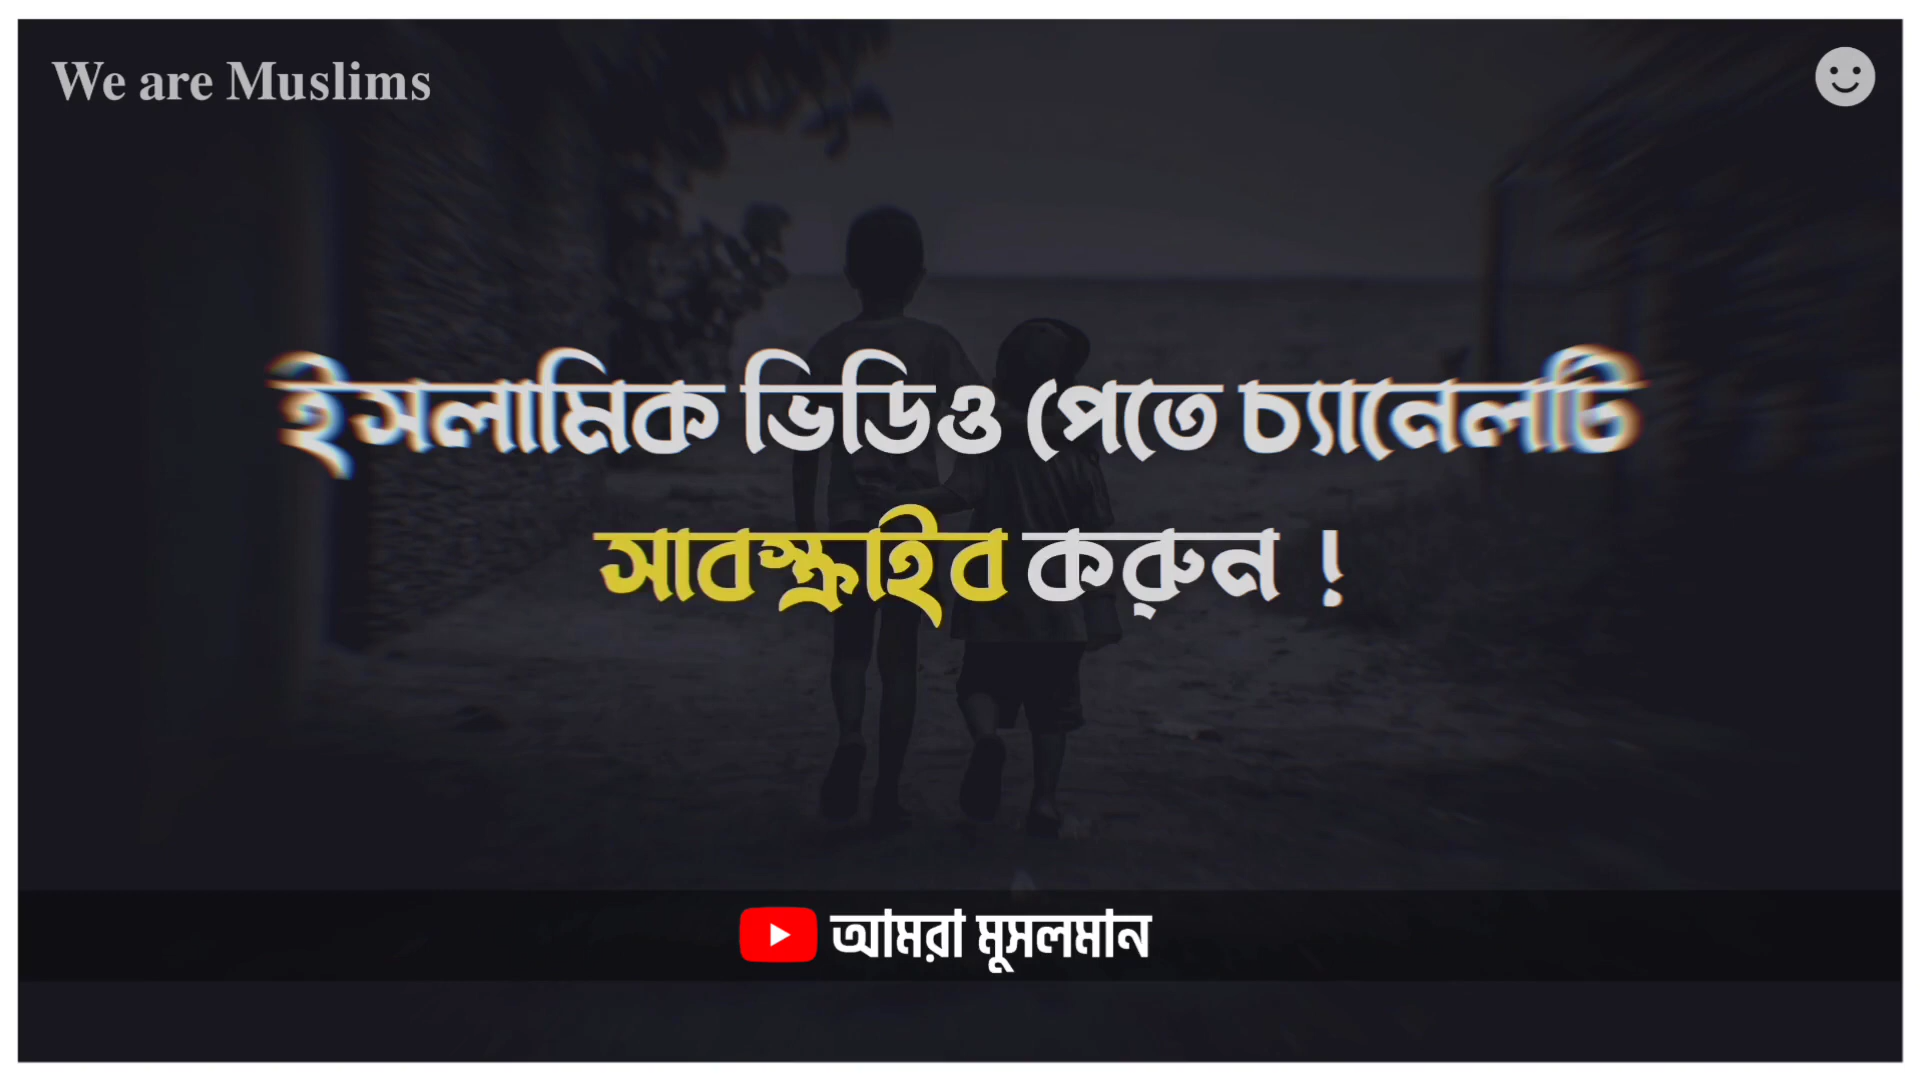 We are Muslims
ইসলামিক ভিডিও পেতে চ্যানেলটি
সাবস্ক্রাইব করুন !
আমরা মুসলমান